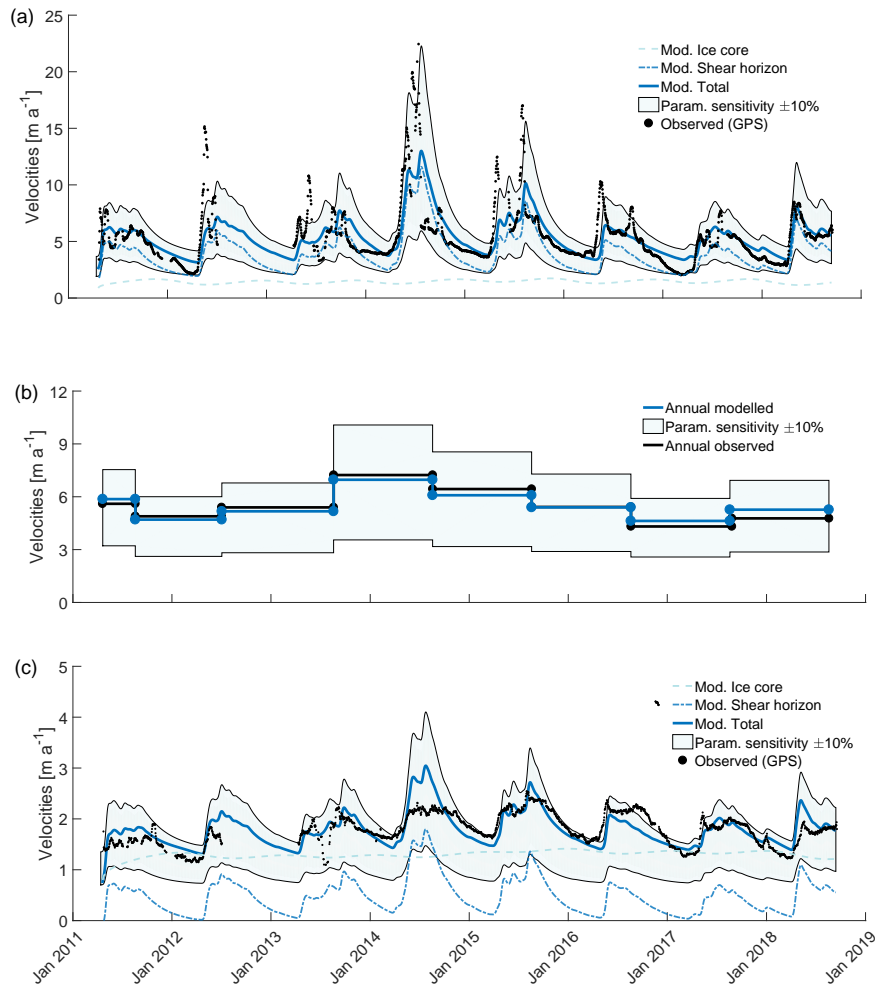 (a)
25
20
15
10
5
0
Velocities [m a⁻¹]
Mod. Ice core
Mod. Shear horizon
Mod. Total
Param. sensitivity ±10%
Observed (GPS)
(b)
12
9
6
3
0
Velocities [m a⁻¹]
Annual modelled
Param. sensitivity ±10%
Annual observed
(c)
5
4
3
2
1
0
Velocities [m a⁻¹]
Mod. Ice core
Mod. Shear horizon
Mod. Total
Param. sensitivity ±10%
Observed (GPS)
Jan 2011
Jan 2012
Jan 2013
Jan 2014
Jan 2015
Jan 2016
Jan 2017
Jan 2018
Jan 2019